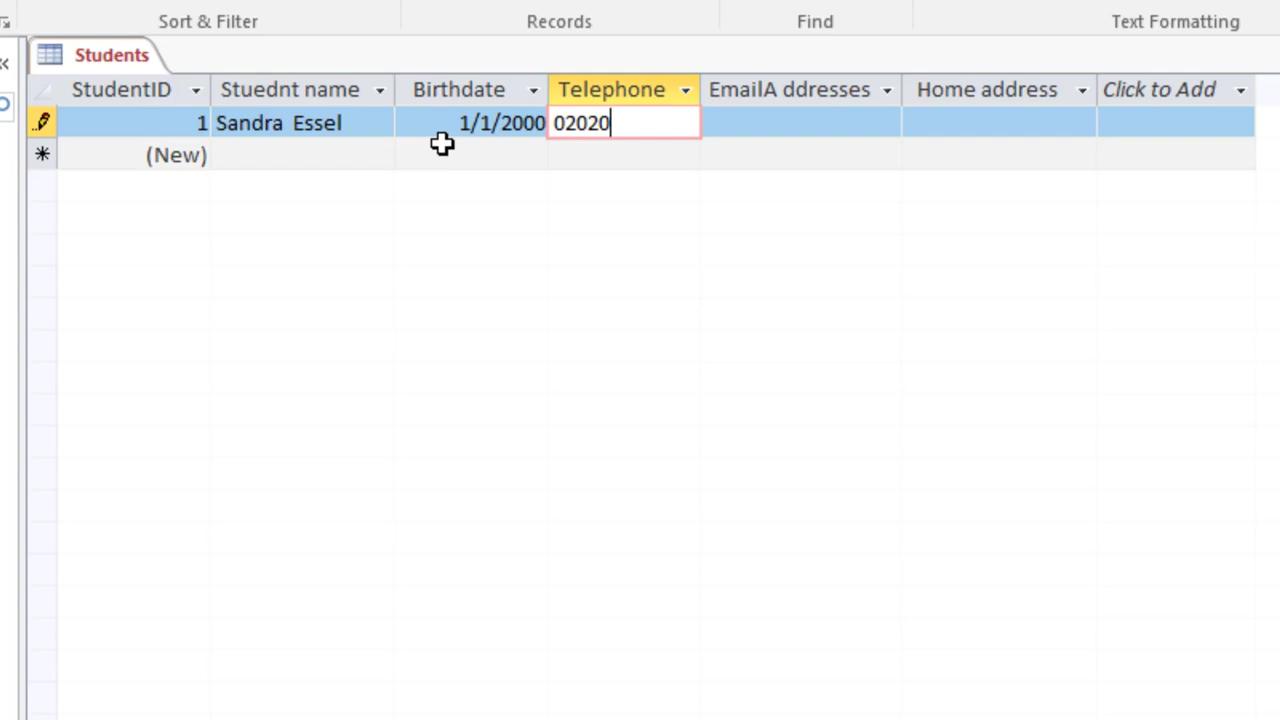 Sort & Filter Records Find Text Formatting
Students
StudentID Stuednt name Birthdate Telephone EmailA ddresses Home address Click to Add
1 Sandra Essel 1/1/2000 02020
(New)